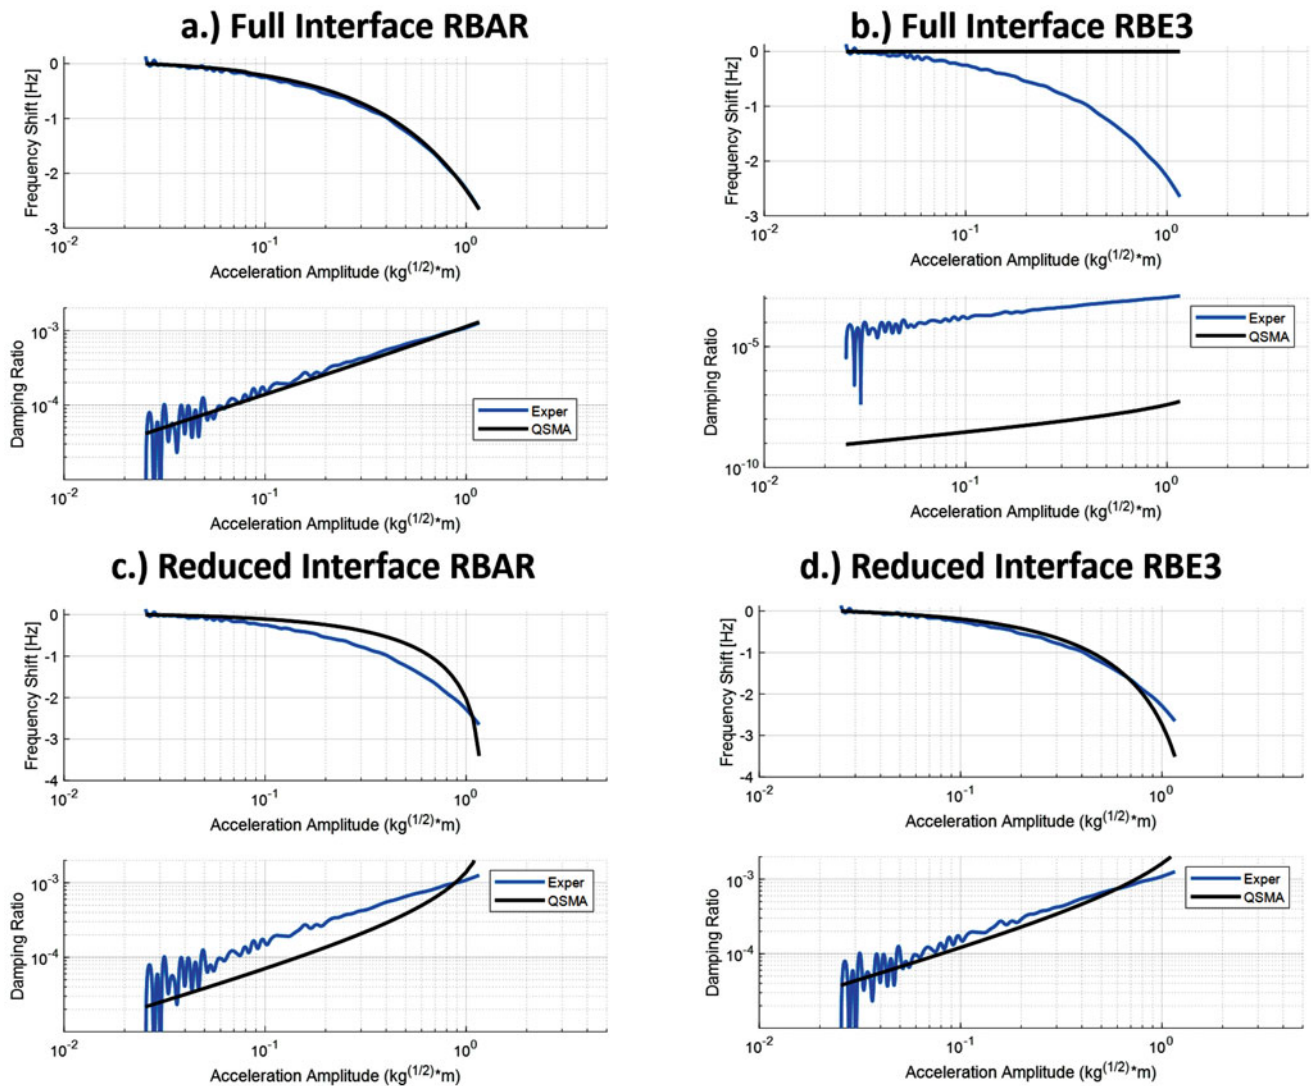 a.) Full Interface RBAR
0
-1
-2
-3
Frequency Shift [Hz]
10^-2
10^-1
10^0
Acceleration Amplitude (kg^(1/2)*m)
10^-3
10^-4
Damping Ratio
Exper
QSMA
10^-2
10^-1
10^0
Acceleration Amplitude (kg^(1/2)*m)
b.) Full Interface RBE3
0
-1
-2
-3
Frequency Shift [Hz]
10^-2
10^-1
10^0
Acceleration Amplitude (kg^(1/2)*m)
10^-5
10^-10
Damping Ratio
Exper
QSMA
10^-2
10^-1
10^0
Acceleration Amplitude (kg^(1/2)*m)
c.) Reduced Interface RBAR
0
-1
-2
-3
-4
Frequency Shift [Hz]
10^-2
10^-1
10^0
Acceleration Amplitude (kg^(1/2)*m)
10^-3
10^-4
Damping Ratio
Exper
QSMA
10^-2
10^-1
10^0
Acceleration Amplitude (kg^(1/2)*m)
d.) Reduced Interface RBE3
0
-1
-2
-3
-4
Frequency Shift [Hz]
10^-2
10^-1
10^0
Acceleration Amplitude (kg^(1/2)*m)
10^-3
10^-4
Damping Ratio
Exper
QSMA
10^-2
10^-1
10^0
Acceleration Amplitude (kg^(1/2)*m)